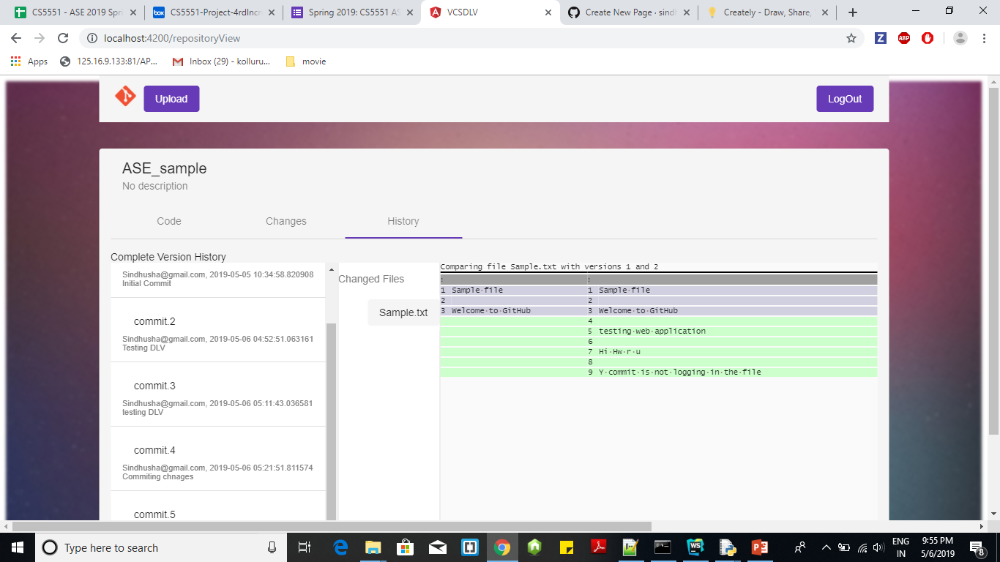 CS5551 - ASE 2019 Spri
CS5551-Project-4rdIncr
Spring 2019: CS5551 AS
VCSDLV
Create New Page · sindh
Creately - Draw, Share,
localhost:4200/repositoryView
Z
ABP
Apps
125.16.9.133:81/AP...
Inbox (29) - kolluru...
movie
Upload
LogOut
ASE_sample
No description
Code
Changes
History
Complete Version History
Sindhusha@gmail.com, 2019-05-05 10:34:58.820908
Initial Commit
commit.2
Sindhusha@gmail.com, 2019-05-06 04:52:51.063161
Testing DLV
commit.3
Sindhusha@gmail.com, 2019-05-06 05:11:43.036581
testing DLV
commit.4
Sindhusha@gmail.com, 2019-05-06 05:21:51.811574
Commiting chnages
commit.5
Changed Files
Sample.txt
Comparing file Sample.txt with versions 1 and 2
: :
1 Sample·file 1 Sample·file
2 2
3 Welcome·to·GitHub 3 Welcome·to·GitHub
4
5 testing·web·application
6
7 Hi·Hw·r·u
8
9 Y·commit·is·not·logging·in·the·file
Type here to search
ENG
IN
9:55 PM
5/6/2019
8